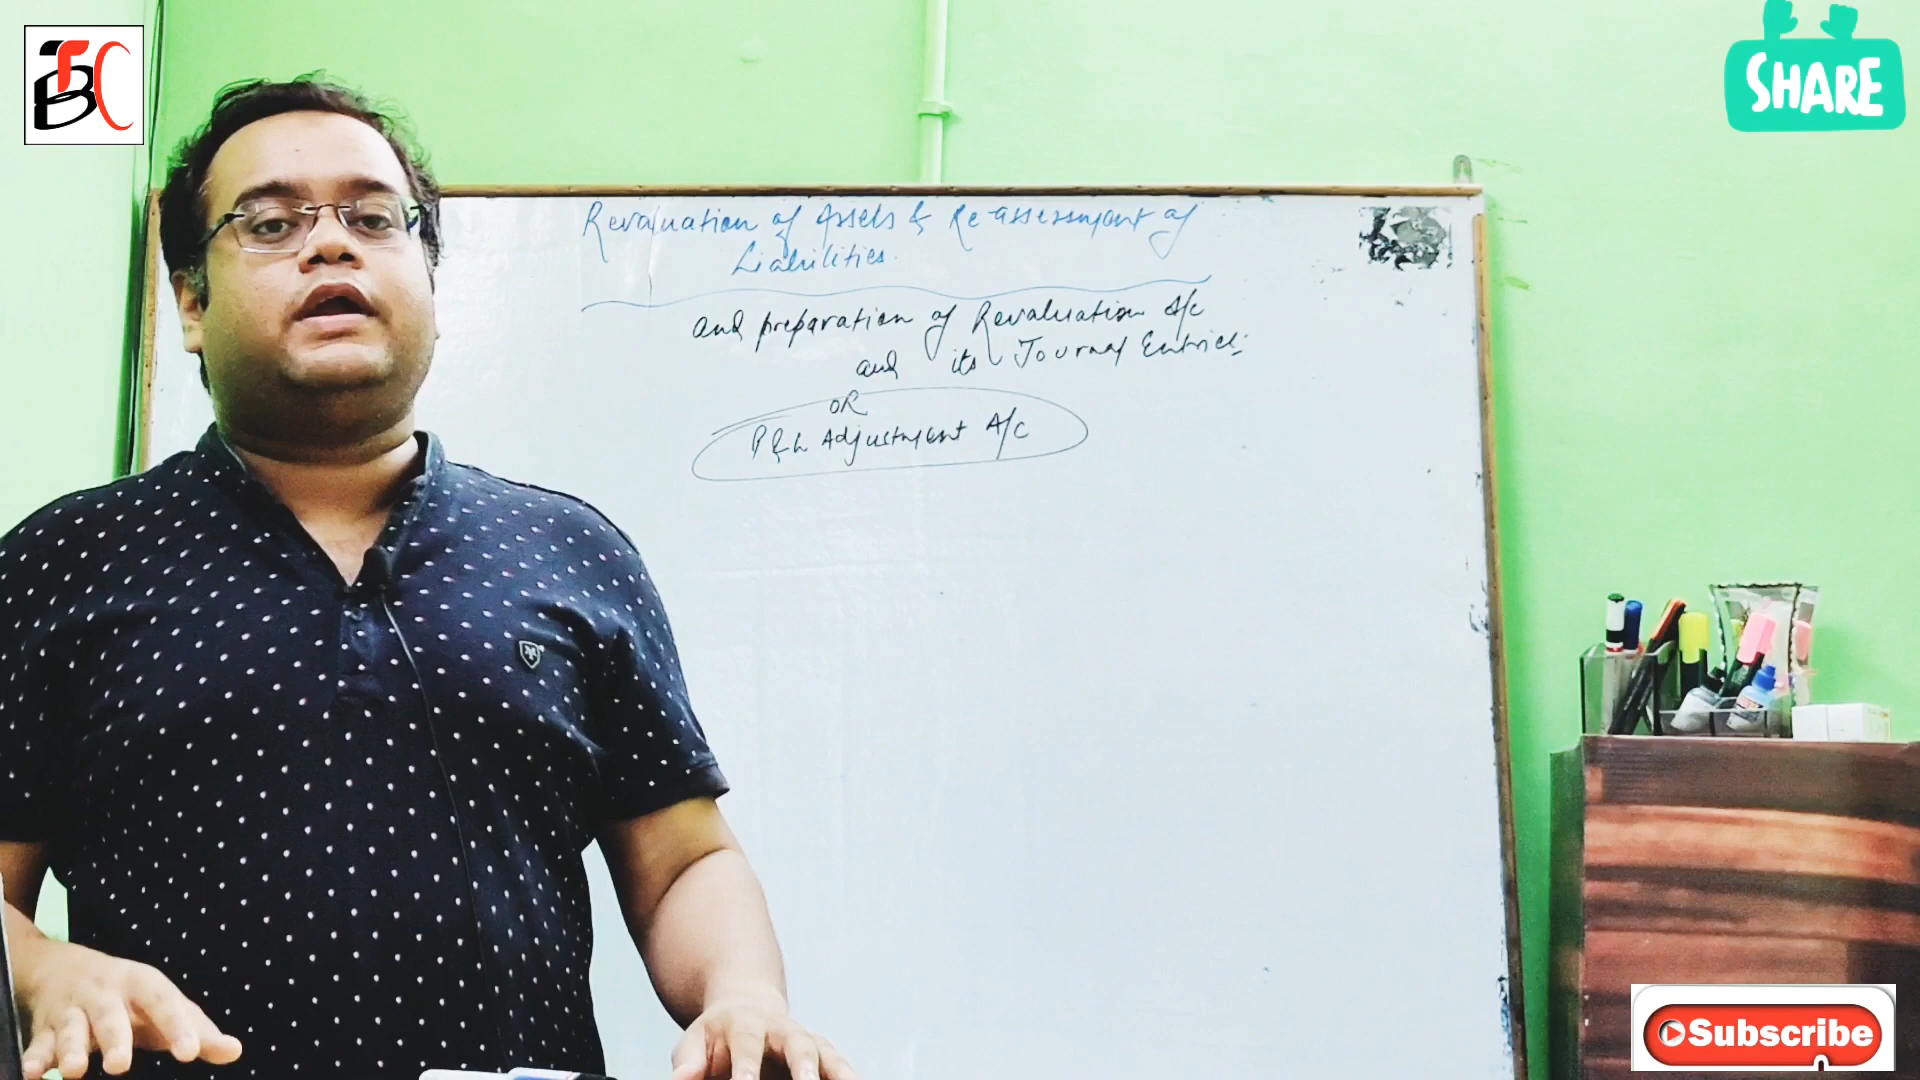 TBC
SHARE
Revaluation of Assets & Re-assessment of
Liabilities.
and preparation of Revaluation A/c
and its Journal Entries:
OR
P&L Adjustment A/c
Subscribe